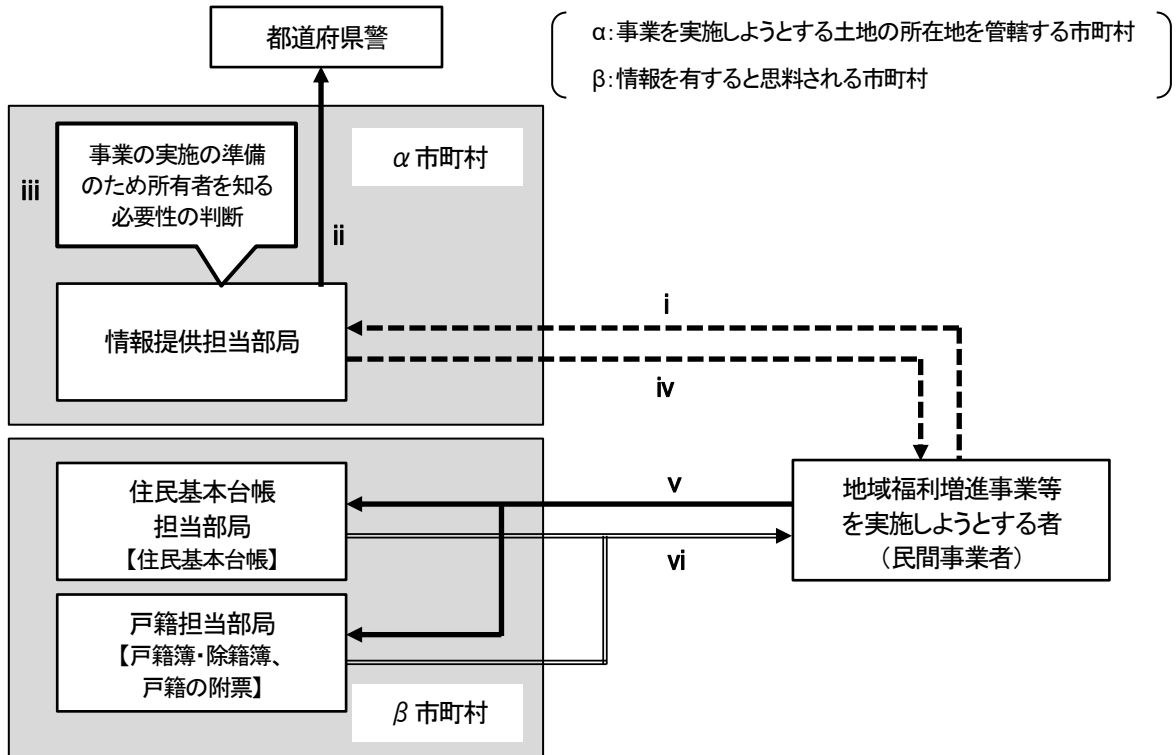 都道府県警
α:事業を実施しようとする土地の所在地を管轄する市町村
β:情報を有すると思料される市町村
α市町村
事業の実施の準備
のため所有者を知る
必要性の判断
iii
ii
情報提供担当部局
i
iv
住民基本台帳
担当部局
【住民基本台帳】
v
vi
地域福利増進事業等
を実施しようとする者
(民間事業者)
戸籍担当部局
【戸籍簿・除籍簿、
戸籍の附票】
β市町村